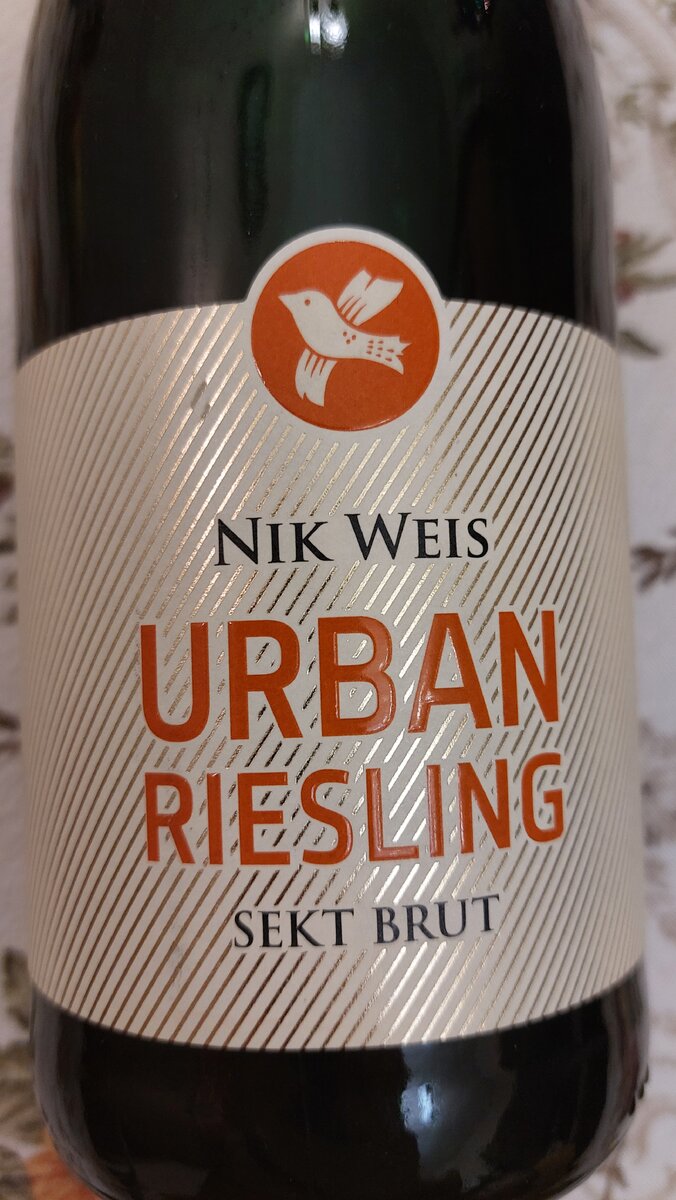 NIK WEIS
URBAN
RIESLING
SEKT BRUT